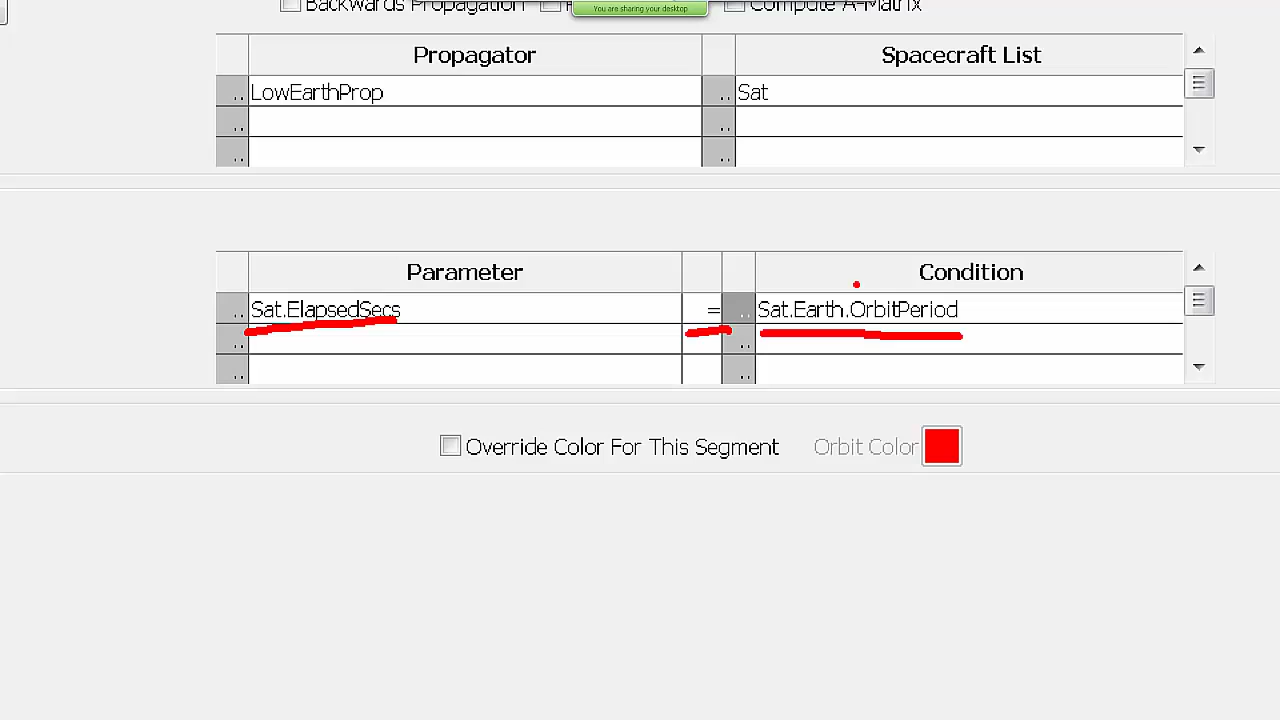 Backwards Propagation
You are sharing your desktop
Compute A-Matrix
Propagator Spacecraft List
.. LowEarthProp .. Sat
.. ..
.. ..
Parameter Condition
.. Sat.ElapsedSecs = .. Sat.Earth.OrbitPeriod
.. ..
.. ..
Override Color For This Segment Orbit Color